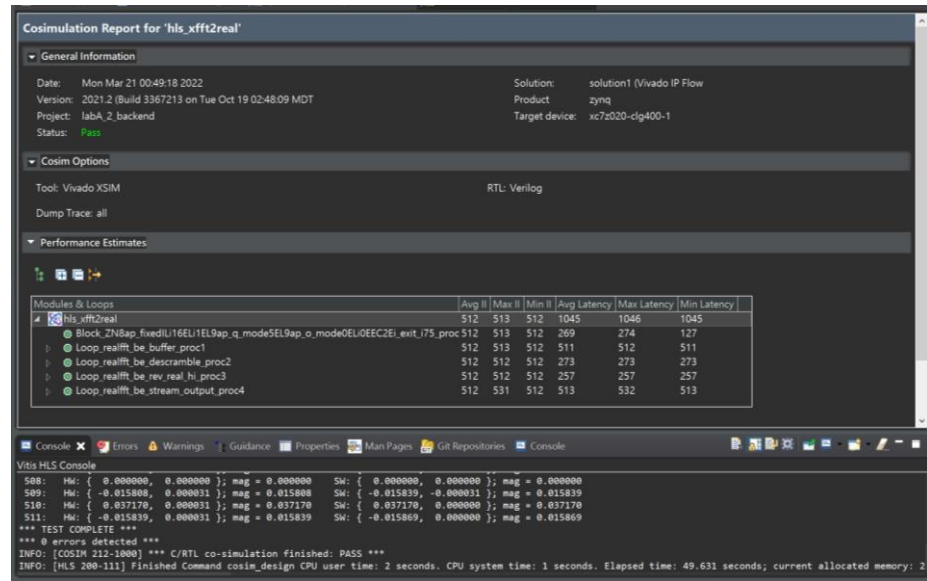 Cosimulation Report for 'hls_xfft2real'
General Information
Date: Mon Mar 21 00:49:18 2022 Solution: solution1 (Vivado IP Flow
Version: 2021.2 (Build 3367213 on Tue Oct 19 02:48:09 MDT Product zynq
Project: labA_2_backend Target device: xc7z020-clg400-1
Status: Pass
Cosim Options
Tool: Vivado XSIM RTL: Verilog
Dump Trace: all
Performance Estimates
Modules & Loops Avg II Max II Min II Avg Latency Max Latency Min Latency
hls_xfft2real 512 513 512 1045 1046 1045
Block_ZN8ap_fixedILi16ELi1EL9ap_q_mode5EL9ap_o_mode0ELi0EEC2Ei_exit_i75_proc 512 513 512 269 274 127
Loop_realfft_be_buffer_proc1 512 513 512 511 512 511
Loop_realfft_be_descramble_proc2 512 512 512 273 273 273
Loop_realfft_be_rev_real_hi_proc3 512 512 512 257 257 257
Loop_realfft_be_stream_output_proc4 512 531 512 513 532 513
Console Errors Warnings Guidance Properties Man Pages Git Repositories Console
Vitis HLS Console
508: HW: { 0.000000, 0.000000 }; mag = 0.000000 SW: { 0.000000, 0.000000 }; mag = 0.000000
509: HW: { -0.015808, 0.000031 }; mag = 0.015808 SW: { -0.015839, -0.000031 }; mag = 0.015839
510: HW: { 0.037170, 0.000031 }; mag = 0.037170 SW: { 0.037170, 0.000000 }; mag = 0.037170
511: HW: { -0.015839, 0.000031 }; mag = 0.015839 SW: { -0.015869, 0.000000 }; mag = 0.015869
*** TEST COMPLETE ***
*** 0 errors detected ***
INFO: [COSIM 212-1000] *** C/RTL co-simulation finished: PASS ***
INFO: [HLS 200-111] Finished Command cosim_design CPU user time: 2 seconds. CPU system time: 1 seconds. Elapsed time: 49.631 seconds; current allocated memory: 2